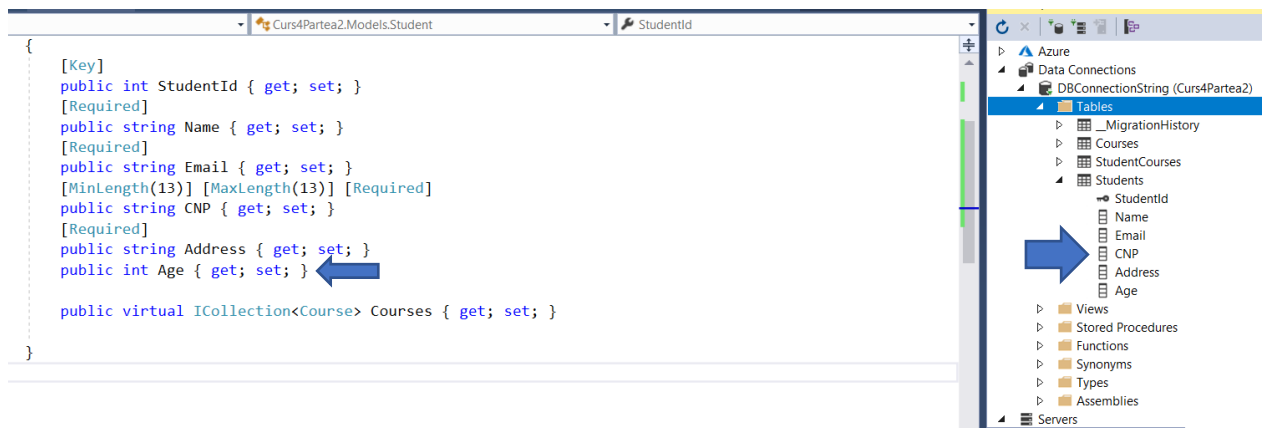 Curs4Partea2.Models.Student
StudentId
{
[Key]
public int StudentId { get; set; }
[Required]
public string Name { get; set; }
[Required]
public string Email { get; set; }
[MinLength(13)] [MaxLength(13)] [Required]
public string CNP { get; set; }
[Required]
public string Address { get; set; }
public int Age { get; set; }
public virtual ICollection<Course> Courses { get; set; }
}
Azure
Data Connections
DBConnectionString (Curs4Partea2)
Tables
__MigrationHistory
Courses
StudentCourses
Students
StudentId
Name
Email
CNP
Address
Age
Views
Stored Procedures
Functions
Synonyms
Types
Assemblies
Servers